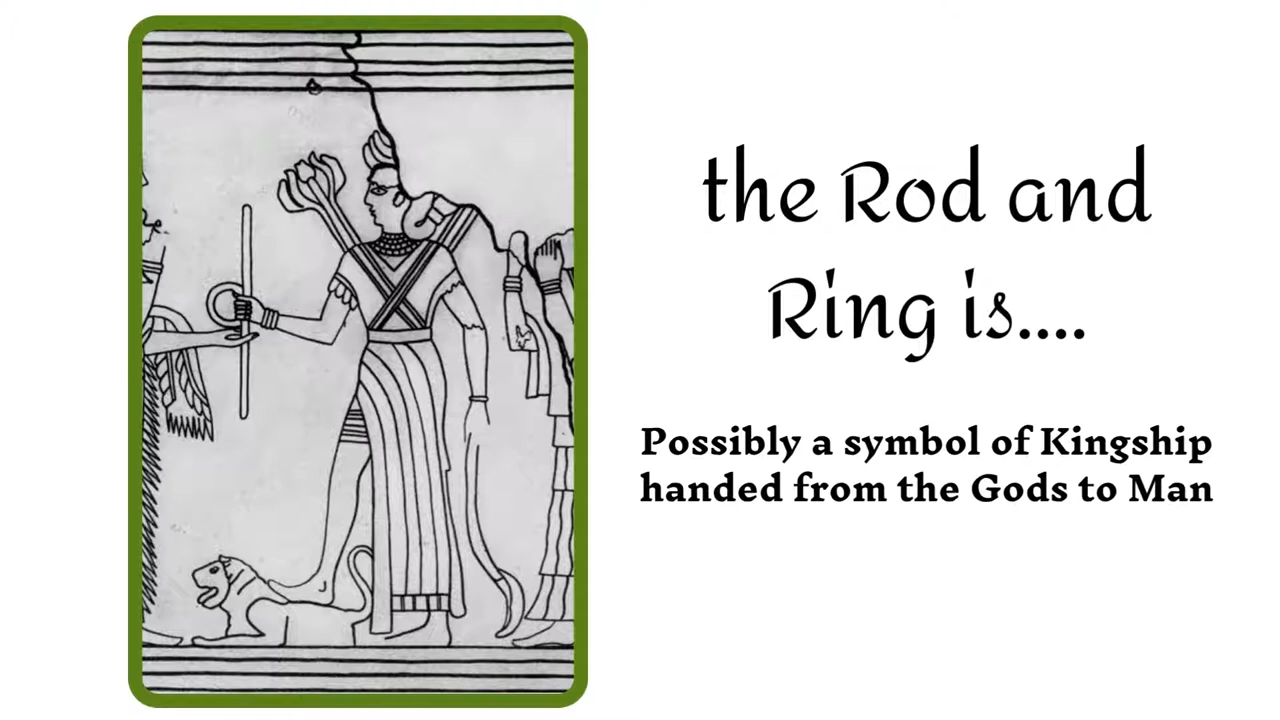 the Rod and
Ring is....
Possibly a symbol of Kingship
handed from the Gods to Man